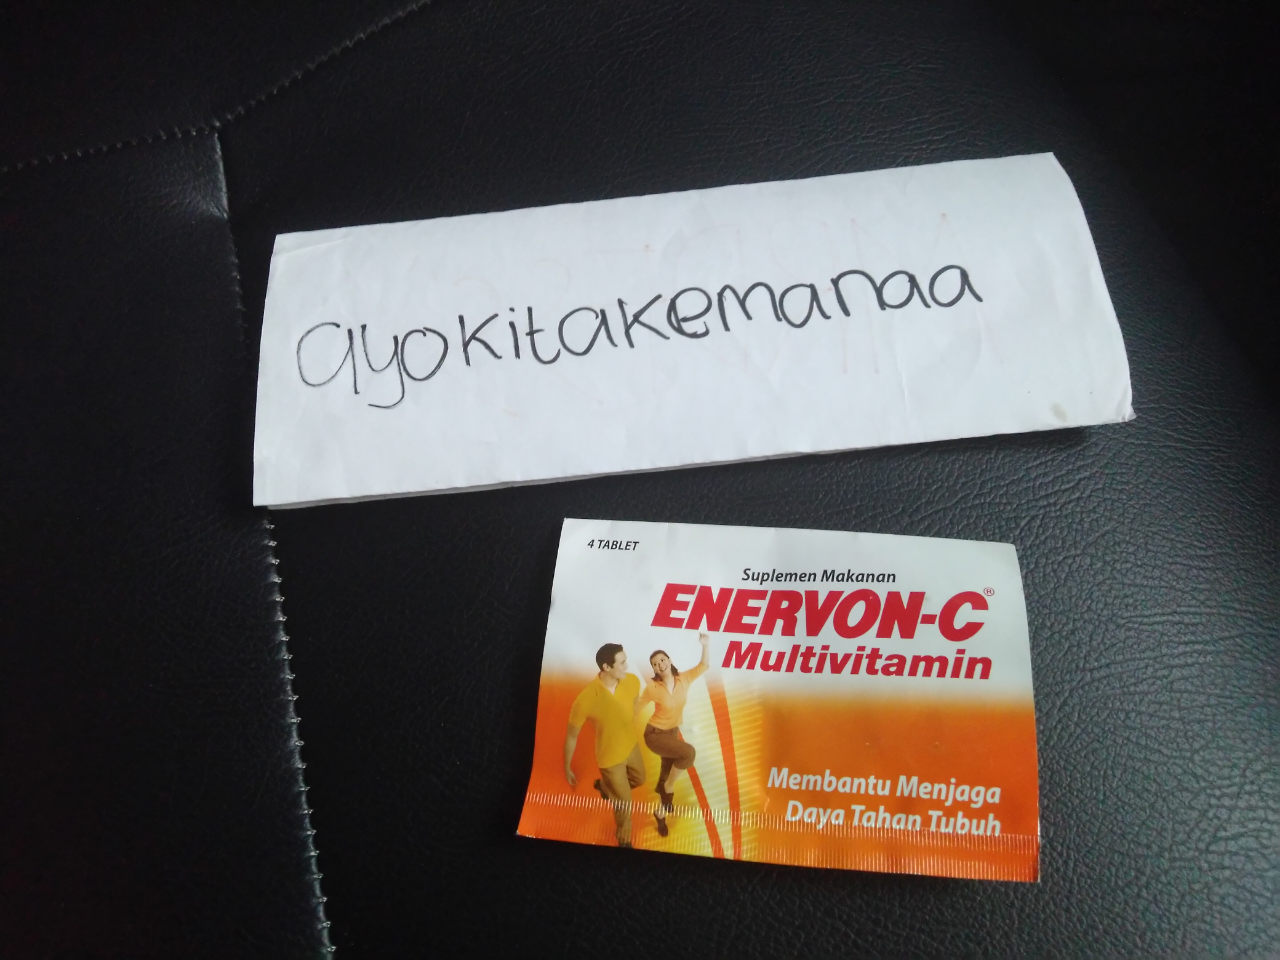 ayokitakemanaa
4 TABLET
Suplemen Makanan
ENERVON-C®
Multivitamin
Membantu Menjaga
Daya Tahan Tubuh